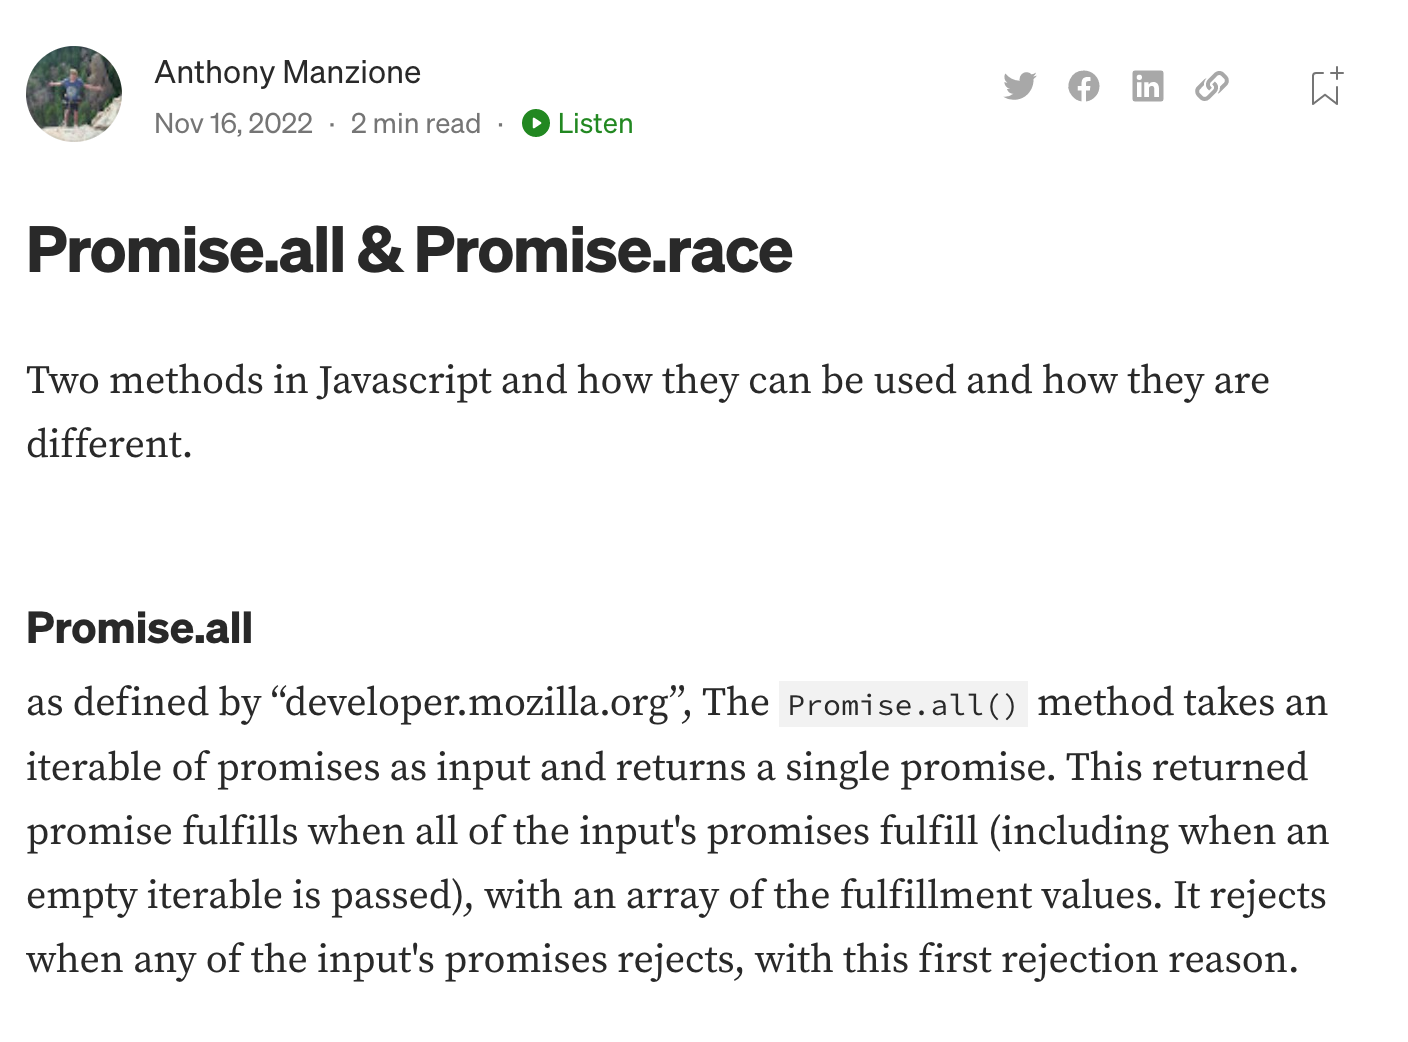 Anthony Manzione
Nov 16, 2022 · 2 min read · Listen
Promise.all & Promise.race
Two methods in Javascript and how they can be used and how they are
different.
Promise.all
as defined by “developer.mozilla.org”, The Promise.all() method takes an
iterable of promises as input and returns a single promise. This returned
promise fulfills when all of the input's promises fulfill (including when an
empty iterable is passed), with an array of the fulfillment values. It rejects
when any of the input's promises rejects, with this first rejection reason.